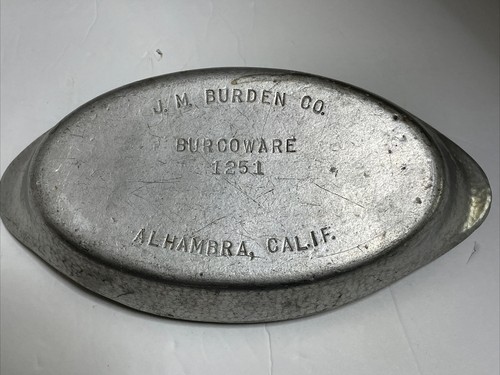 J. M. BURDEN CO.
BURCOWARE
1251
ALHAMBRA, CALIF.